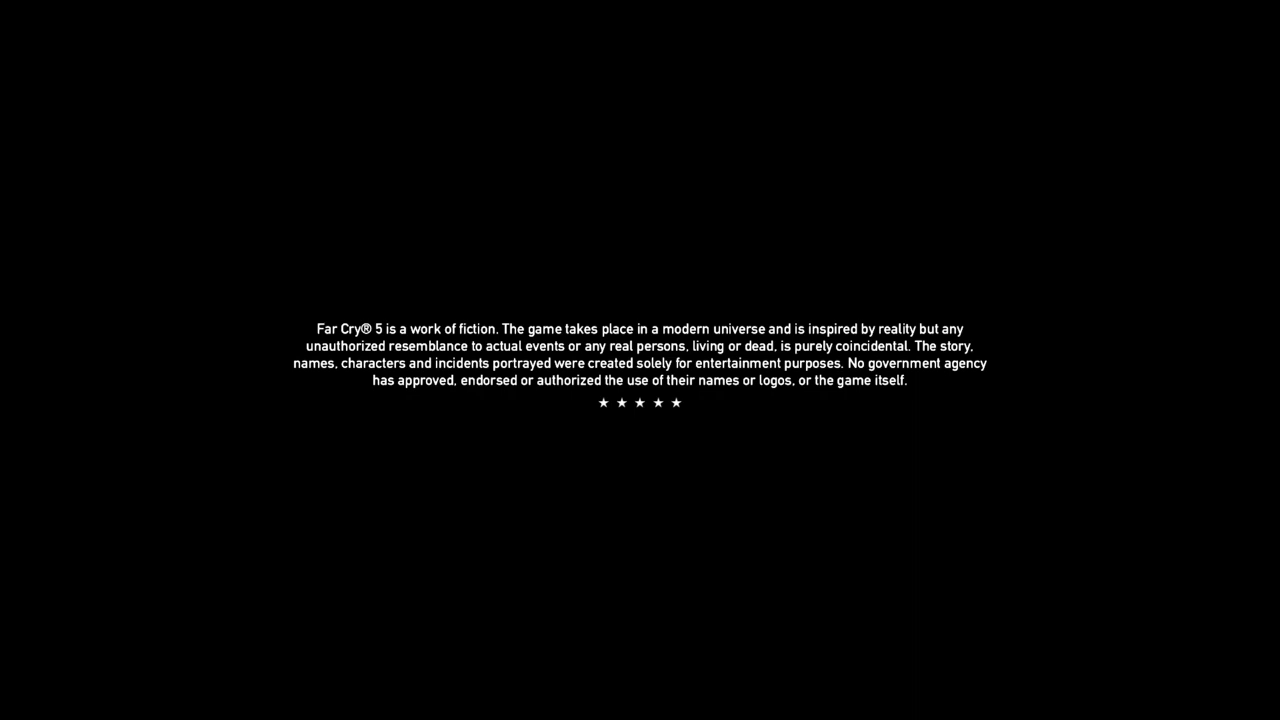 Far Cry® 5 is a work of fiction. The game takes place in a modern universe and is inspired by reality but any
unauthorized resemblance to actual events or any real persons, living or dead, is purely coincidental. The story,
names, characters and incidents portrayed were created solely for entertainment purposes. No government agency
has approved, endorsed or authorized the use of their names or logos, or the game itself.
★ ★ ★ ★ ★